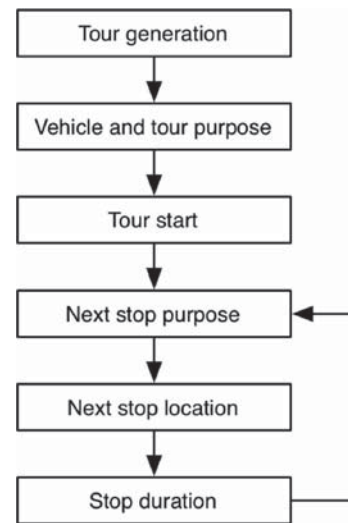 Tour generation
Vehicle and tour purpose
Tour start
Next stop purpose
Next stop location
Stop duration